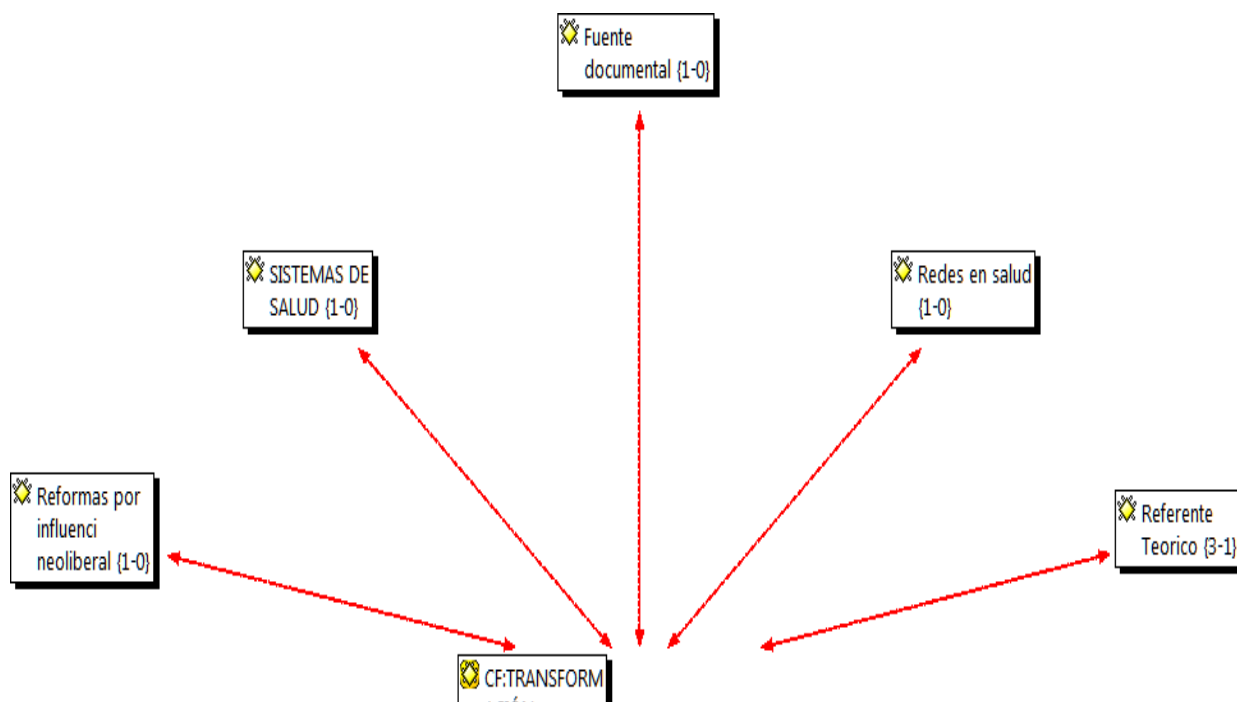 Fuente
documental {1-0}
SISTEMAS DE
SALUD {1-0}
Redes en salud
{1-0}
Reformas por
influenci
neoliberal {1-0}
Referente
Teorico {3-1}
CF:TRANSFORM